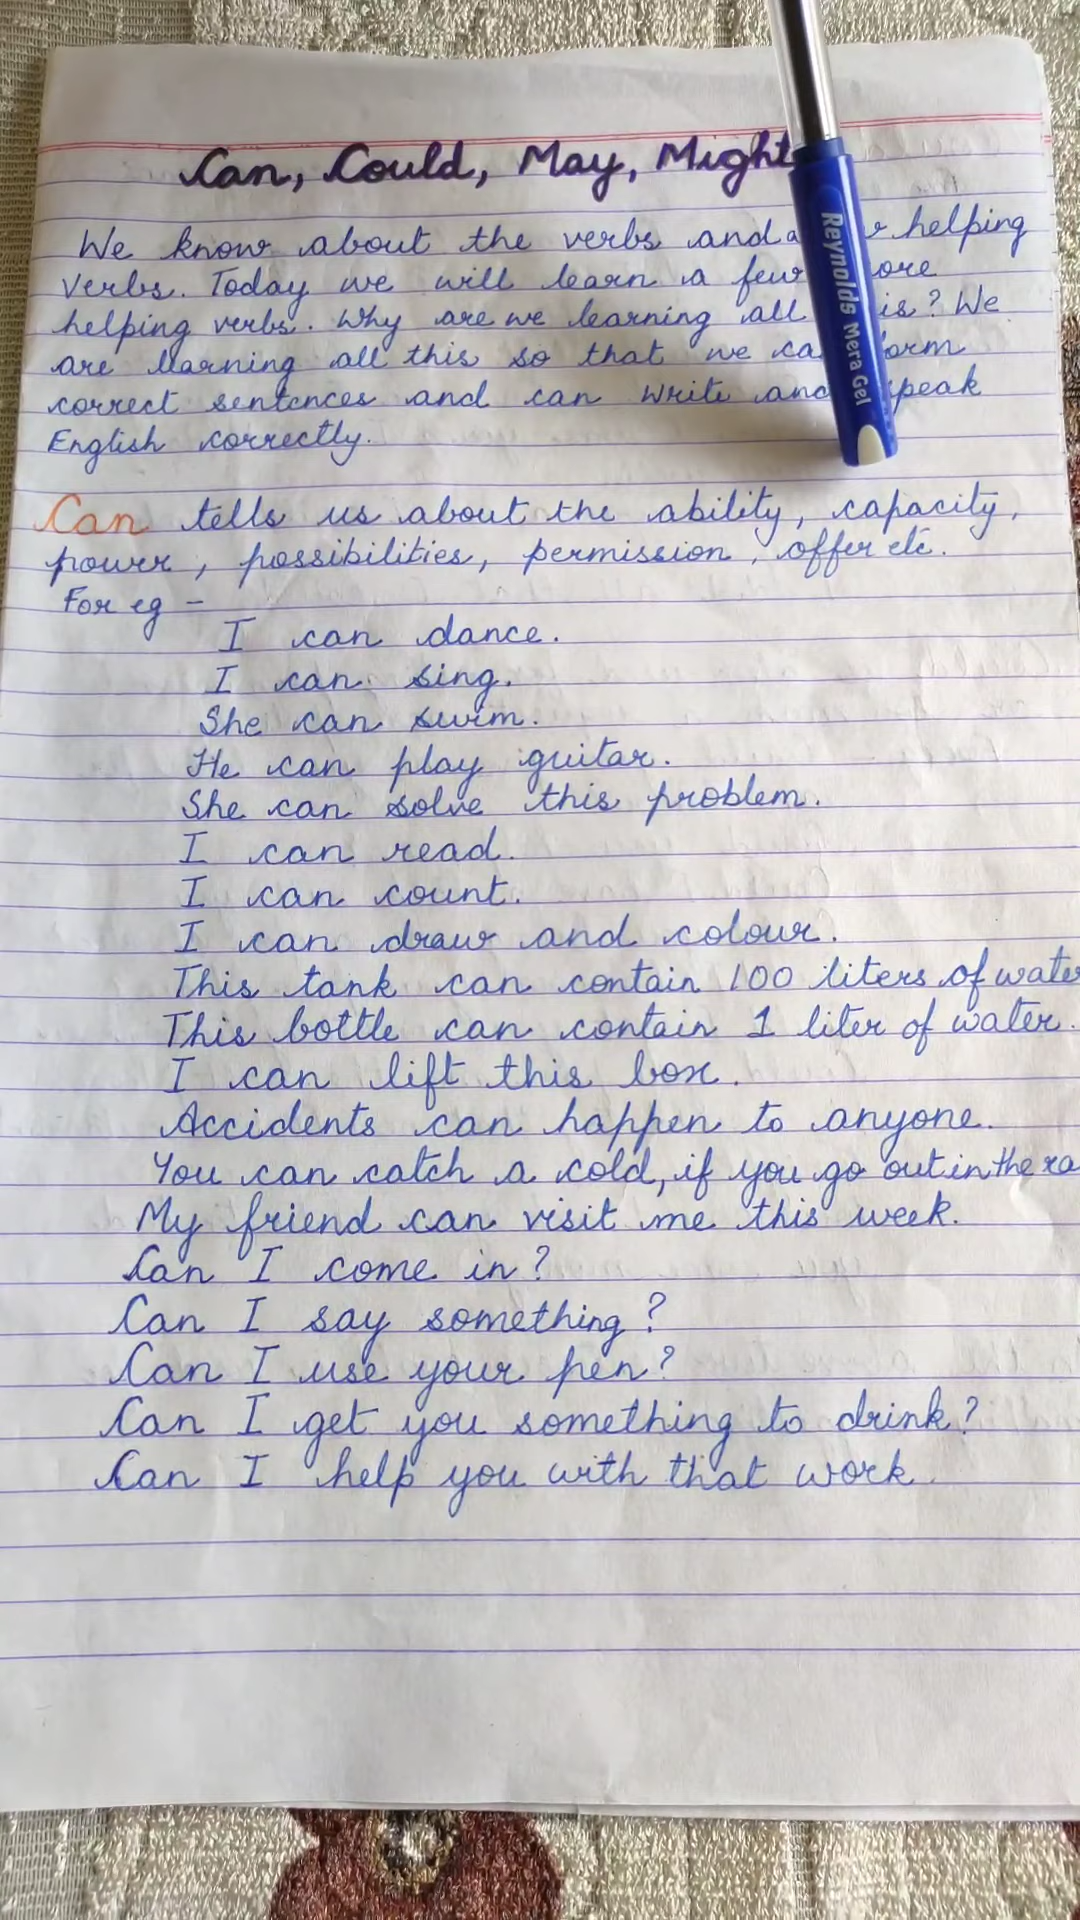 Can, Could, May, Might
We know about the verbs and a helping
verbs. Today we will learn a few ore
helping verbs. Why are we learning all is? We
are learning all this so that we ca form
correct sentences and can write and speak
English correctly.
Can tells us about the ability, capacity,
power, possibilities, permission, offer etc.
For eg -
I can dance.
I can sing.
She can swim.
He can play guitar.
She can solve this problem.
I can read.
I can count.
I can draw and colour.
This tank can contain 100 liters of water
This bottle can contain 1 liter of water.
I can lift this box.
Accidents can happen to anyone.
You can catch a cold, if you go out in the ra
My friend can visit me this week.
Can I come in?
Can I say something?
Can I use your pen?
Can I get you something to drink?
Can I help you with that work.
Reynolds Mera Gel